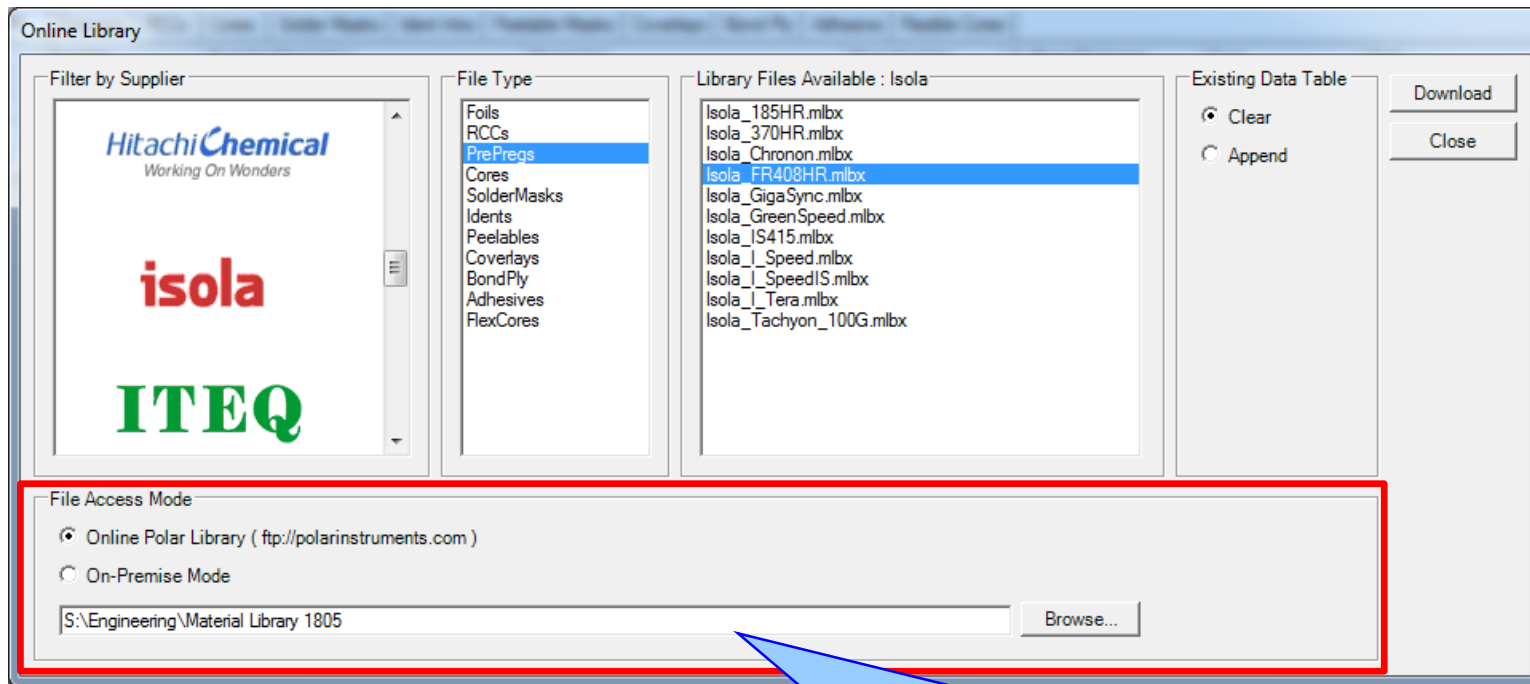 Online Library
Filter by Supplier
Hitachi Chemical
Working On Wonders
isola
ITEQ
File Type
Foils
RCCs
PrePregs
Cores
SolderMasks
Idents
Peelables
Coverlays
BondPly
Adhesives
FlexCores
Library Files Available : Isola
Isola_185HR.mlbx
Isola_370HR.mlbx
Isola_Chronon.mlbx
Isola_FR408HR.mlbx
Isola_GigaSync.mlbx
Isola_GreenSpeed.mlbx
Isola_IS415.mlbx
Isola_I_Speed.mlbx
Isola_I_SpeedIS.mlbx
Isola_I_Tera.mlbx
Isola_Tachyon_100G.mlbx
Existing Data Table
Clear
Append
Download
Close
File Access Mode
Online Polar Library ( ftp://polarinstruments.com )
On-Premise Mode
S:\Engineering\Material Library 1805
Browse...